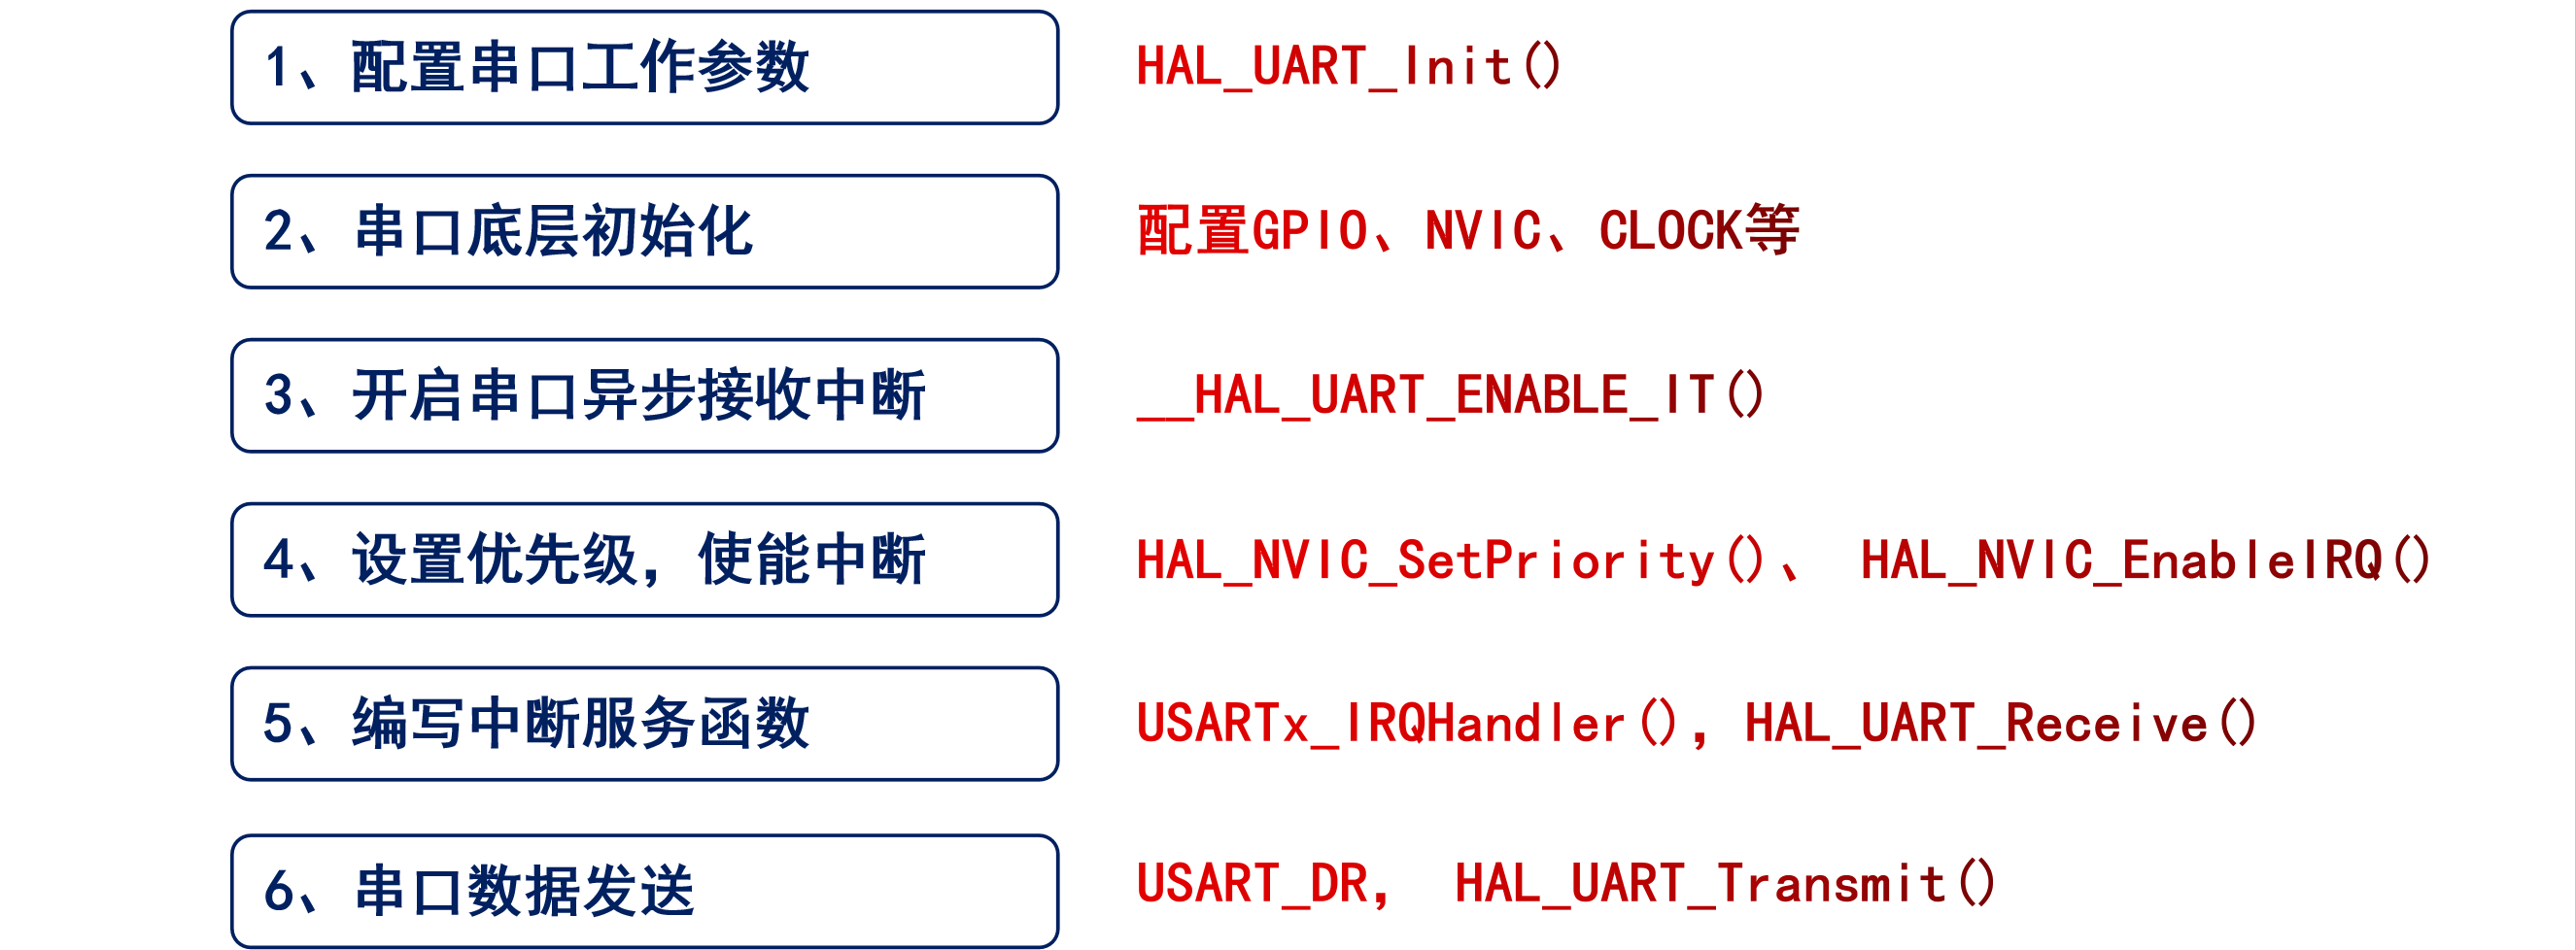 1、配置串口工作参数 HAL_UART_Init()
2、串口底层初始化 配置GPIO、NVIC、CLOCK等
3、开启串口异步接收中断 __HAL_UART_ENABLE_IT()
4、设置优先级，使能中断 HAL_NVIC_SetPriority()、 HAL_NVIC_EnableIRQ()
5、编写中断服务函数 USARTx_IRQHandler()，HAL_UART_Receive()
6、串口数据发送 USART_DR， HAL_UART_Transmit()